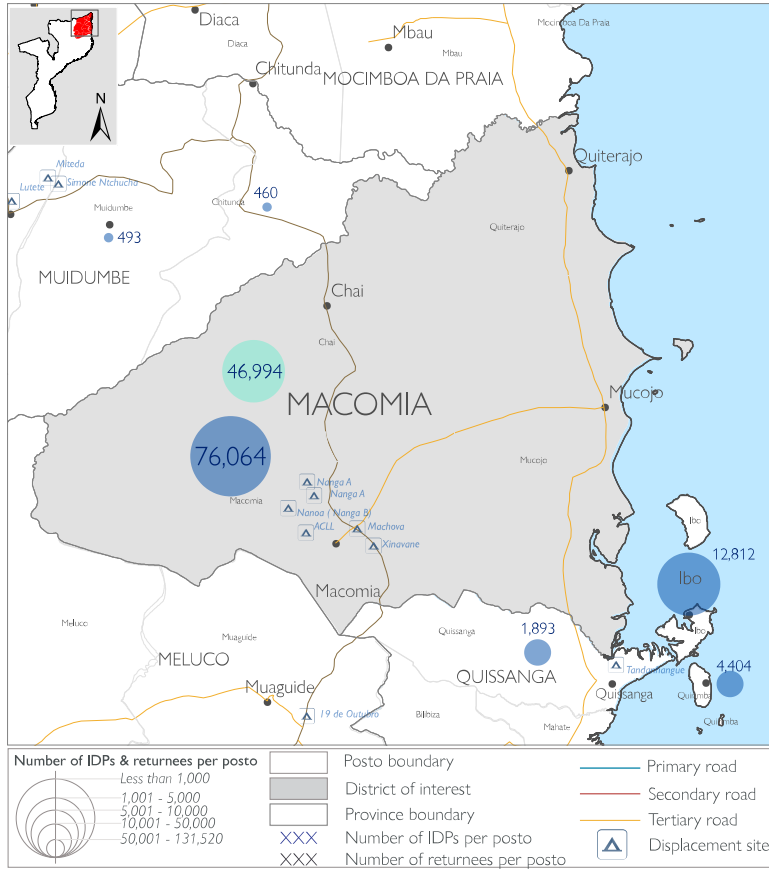 Diaca
Diaca
Mbau
Mbau
Mocimboa Da Praia
N
Chitunda
MOCIMBOA DA PRAIA
Quiterajo
Miteda
Simone Ntchucha
Lutete
460
Chitunda
Muidumbe
493
Quiterajo
MUIDUMBE
Chai
Chai
46,994
MACOMIA
Mucojo
76,064
Mucojo
Nanga A
Nanga A
Macomia
Nanoa ( Nanga B)
ACLL
Machova
Xinavane
Ibo
12,812
Ibo
Macomia
Meluco
Muaguide
Quissanga
1,893
Ibo
MELUCO
QUISSANGA
Tandanhangue
4,404
Muaguide
Quissanga
Quirimba
19 de Outubro
Bilibiza
Mahate
Quirimba
Number of IDPs & returnees per posto
Less than 1,000
1,001 - 5,000
5,001 - 10,000
10,001 - 50,000
50,001 - 131,520
Posto boundary
District of interest
Province boundary
XXX Number of IDPs per posto
XXX Number of returnees per posto
Primary road
Secondary road
Tertiary road
Displacement site